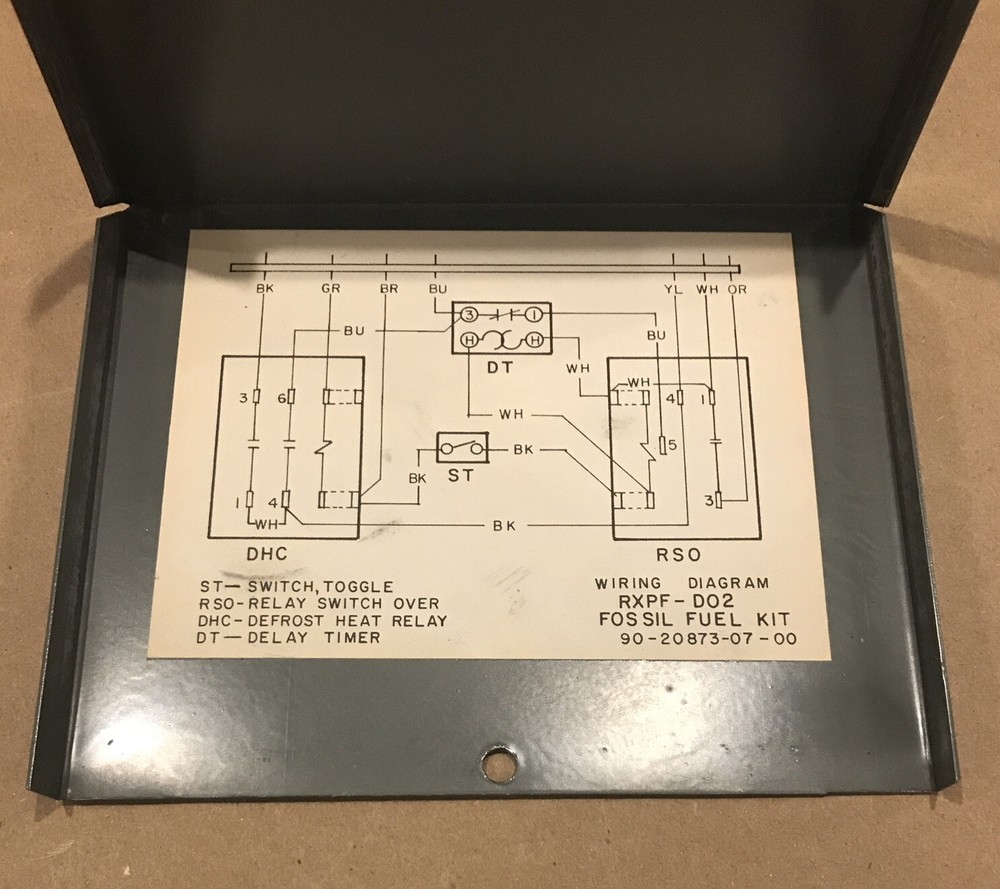 BK GR BR BU YL WH OR
BU 3 1 BU
H H
DT WH
WH
3 6 4 1
WH
5
BK
ST
BK
1 4 3
WH
BK
DHC RSO
ST— SWITCH, TOGGLE
RSO-RELAY SWITCH OVER
DHC-DEFROST HEAT RELAY
DT—DELAY TIMER
WIRING DIAGRAM
RXPF-D02
FOSSIL FUEL KIT
90-20873-07-00